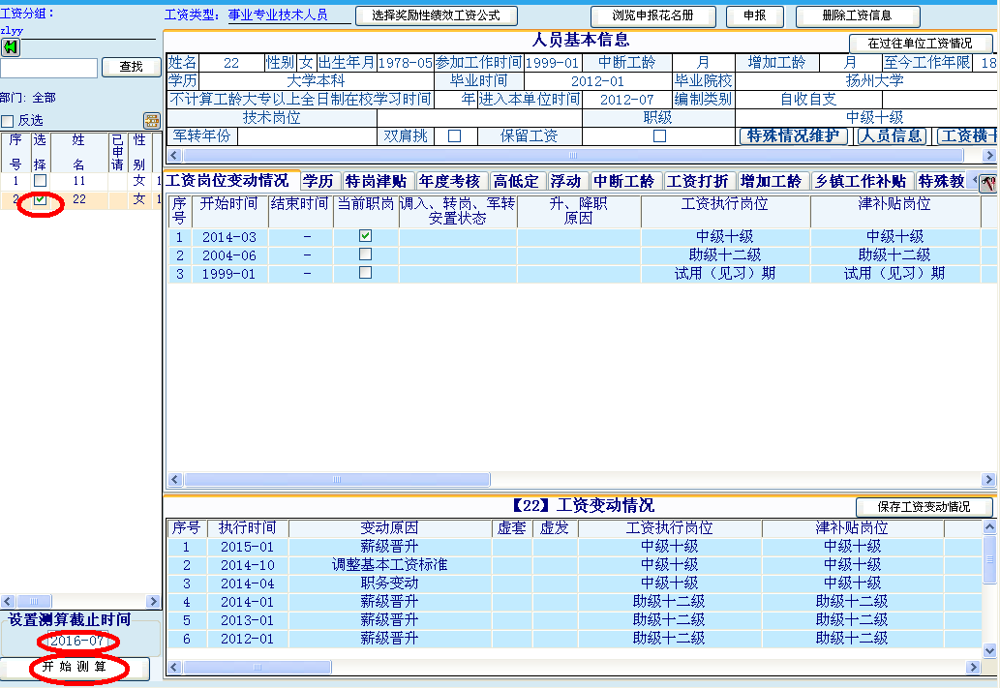 工资分组：
zlyy
查找
部门: 全部
反选
序号 选择 姓名 已申请 性别
1 11 女 1
2 22 女 1
设置测算截止时间
2016-07
开始测算
工资类型: 事业专业技术人员 选择奖励性绩效工资公式 浏览申报花名册 申报 删除工资信息
人员基本信息 在过往单位工资情况
姓名 22 性别 女 出生年月 1978-05 参加工作时间 1999-01 中断工龄 月 增加工龄 月 至今工作年限 18
学历 大学本科 毕业时间 2012-01 毕业院校 扬州大学
不计算工龄大专以上全日制在校学习时间 年 进入本单位时间 2012-07 编制类别 自收自支
技术岗位 职级 中级十级
军转年份 双肩挑 保留工资 特殊情况维护 人员信息 工资横
工资岗位变动情况 学历 特岗津贴 年度考核 高低定 浮动 中断工龄 工资打折 增加工龄 乡镇工作补贴 特殊教
序号 开始时间 结束时间 当前职岗 调入、转岗、军转安置状态 升、降职原因 工资执行岗位 津补贴岗位
1 2014-03 - 中级十级 中级十级
2 2004-06 - 助级十二级 助级十二级
3 1999-01 - 试用（见习）期 试用（见习）期
【22】工资变动情况 保存工资变动情况
序号 执行时间 变动原因 虚套 虚发 工资执行岗位 津补贴岗位
1 2015-01 薪级晋升 中级十级 中级十级
2 2014-10 调整基本工资标准 中级十级 中级十级
3 2014-04 职务变动 中级十级 中级十级
4 2014-01 薪级晋升 助级十二级 助级十二级
5 2013-01 薪级晋升 助级十二级 助级十二级
6 2012-01 薪级晋升 助级十二级 助级十二级